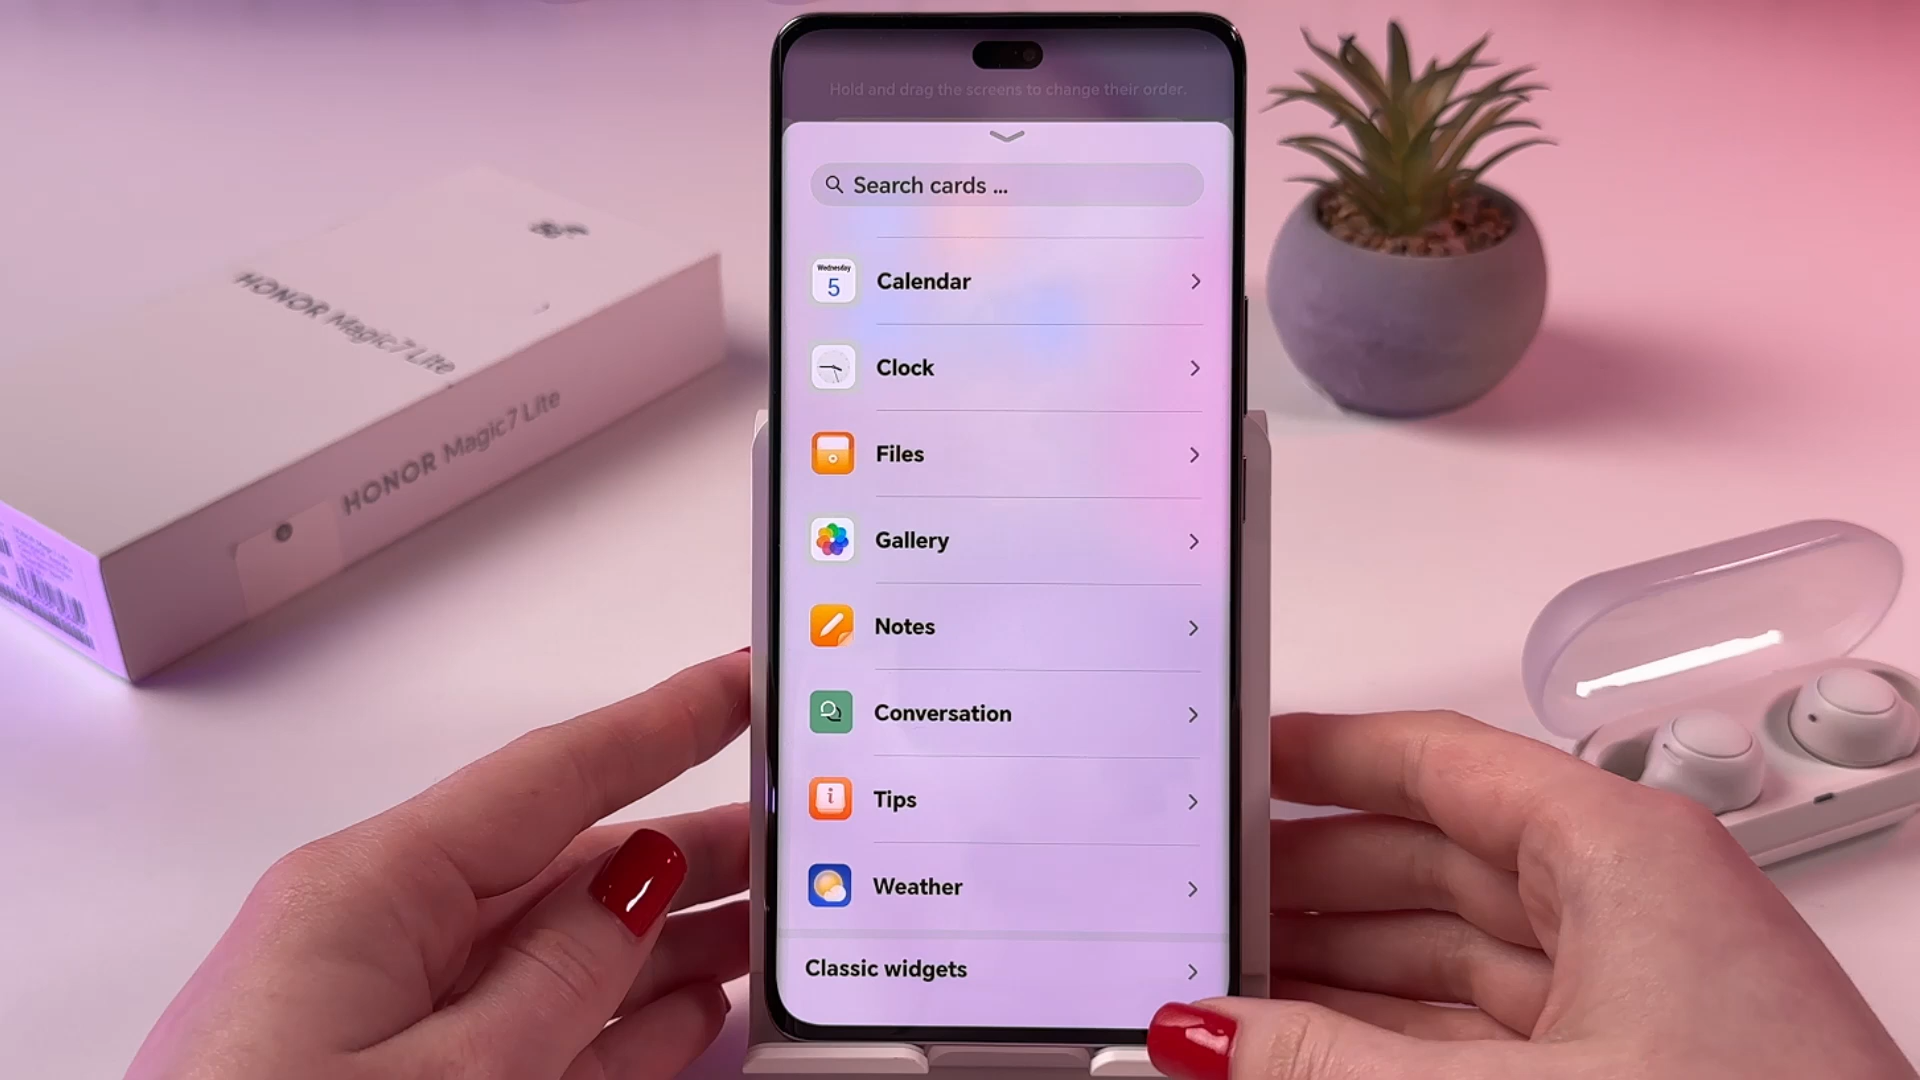 Hold and drag the screens to change their order.
Search cards ...
Wednesday
5
Calendar
Clock
Files
Gallery
Notes
Conversation
Tips
Weather
Classic widgets
HONOR Magic7 Lite
HONOR Magic7 Lite